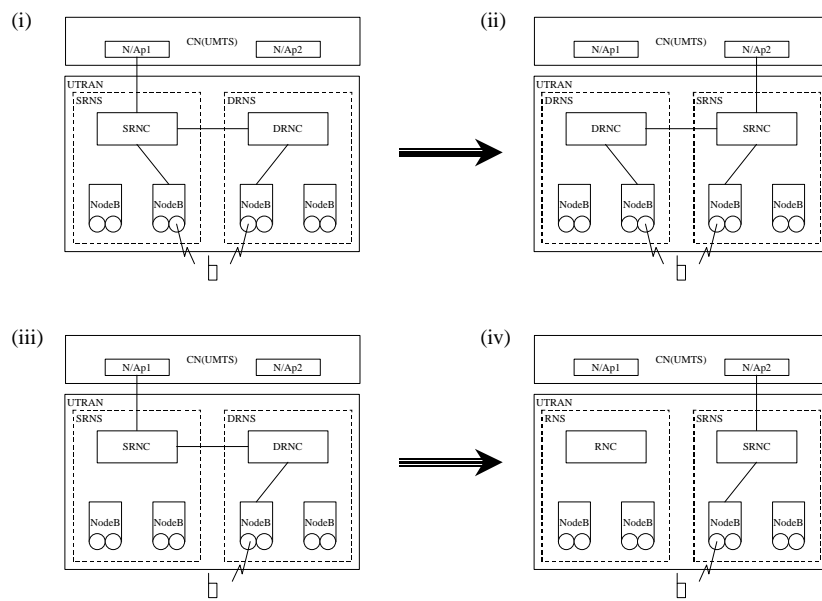 (i)
CN(UMTS)
N/Ap1
N/Ap2
UTRAN
SRNS
DRNS
SRNC
DRNC
NodeB
NodeB
NodeB
NodeB
(ii)
CN(UMTS)
N/Ap1
N/Ap2
UTRAN
DRNS
SRNS
DRNC
SRNC
NodeB
NodeB
NodeB
NodeB
(iii)
CN(UMTS)
N/Ap1
N/Ap2
UTRAN
SRNS
DRNS
SRNC
DRNC
NodeB
NodeB
NodeB
NodeB
(iv)
CN(UMTS)
N/Ap1
N/Ap2
UTRAN
RNS
SRNS
RNC
SRNC
NodeB
NodeB
NodeB
NodeB